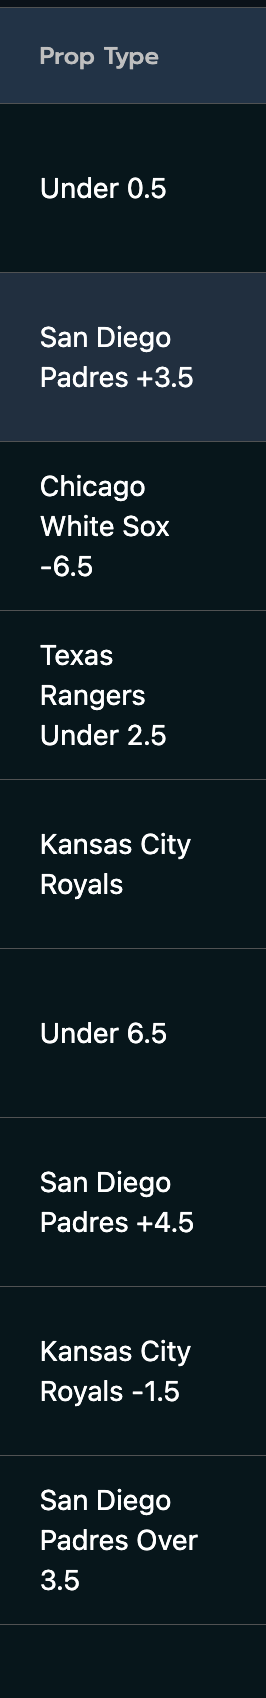 Prop Type
Under 0.5
San Diego
Padres +3.5
Chicago
White Sox
-6.5
Texas
Rangers
Under 2.5
Kansas City
Royals
Under 6.5
San Diego
Padres +4.5
Kansas City
Royals -1.5
San Diego
Padres Over
3.5